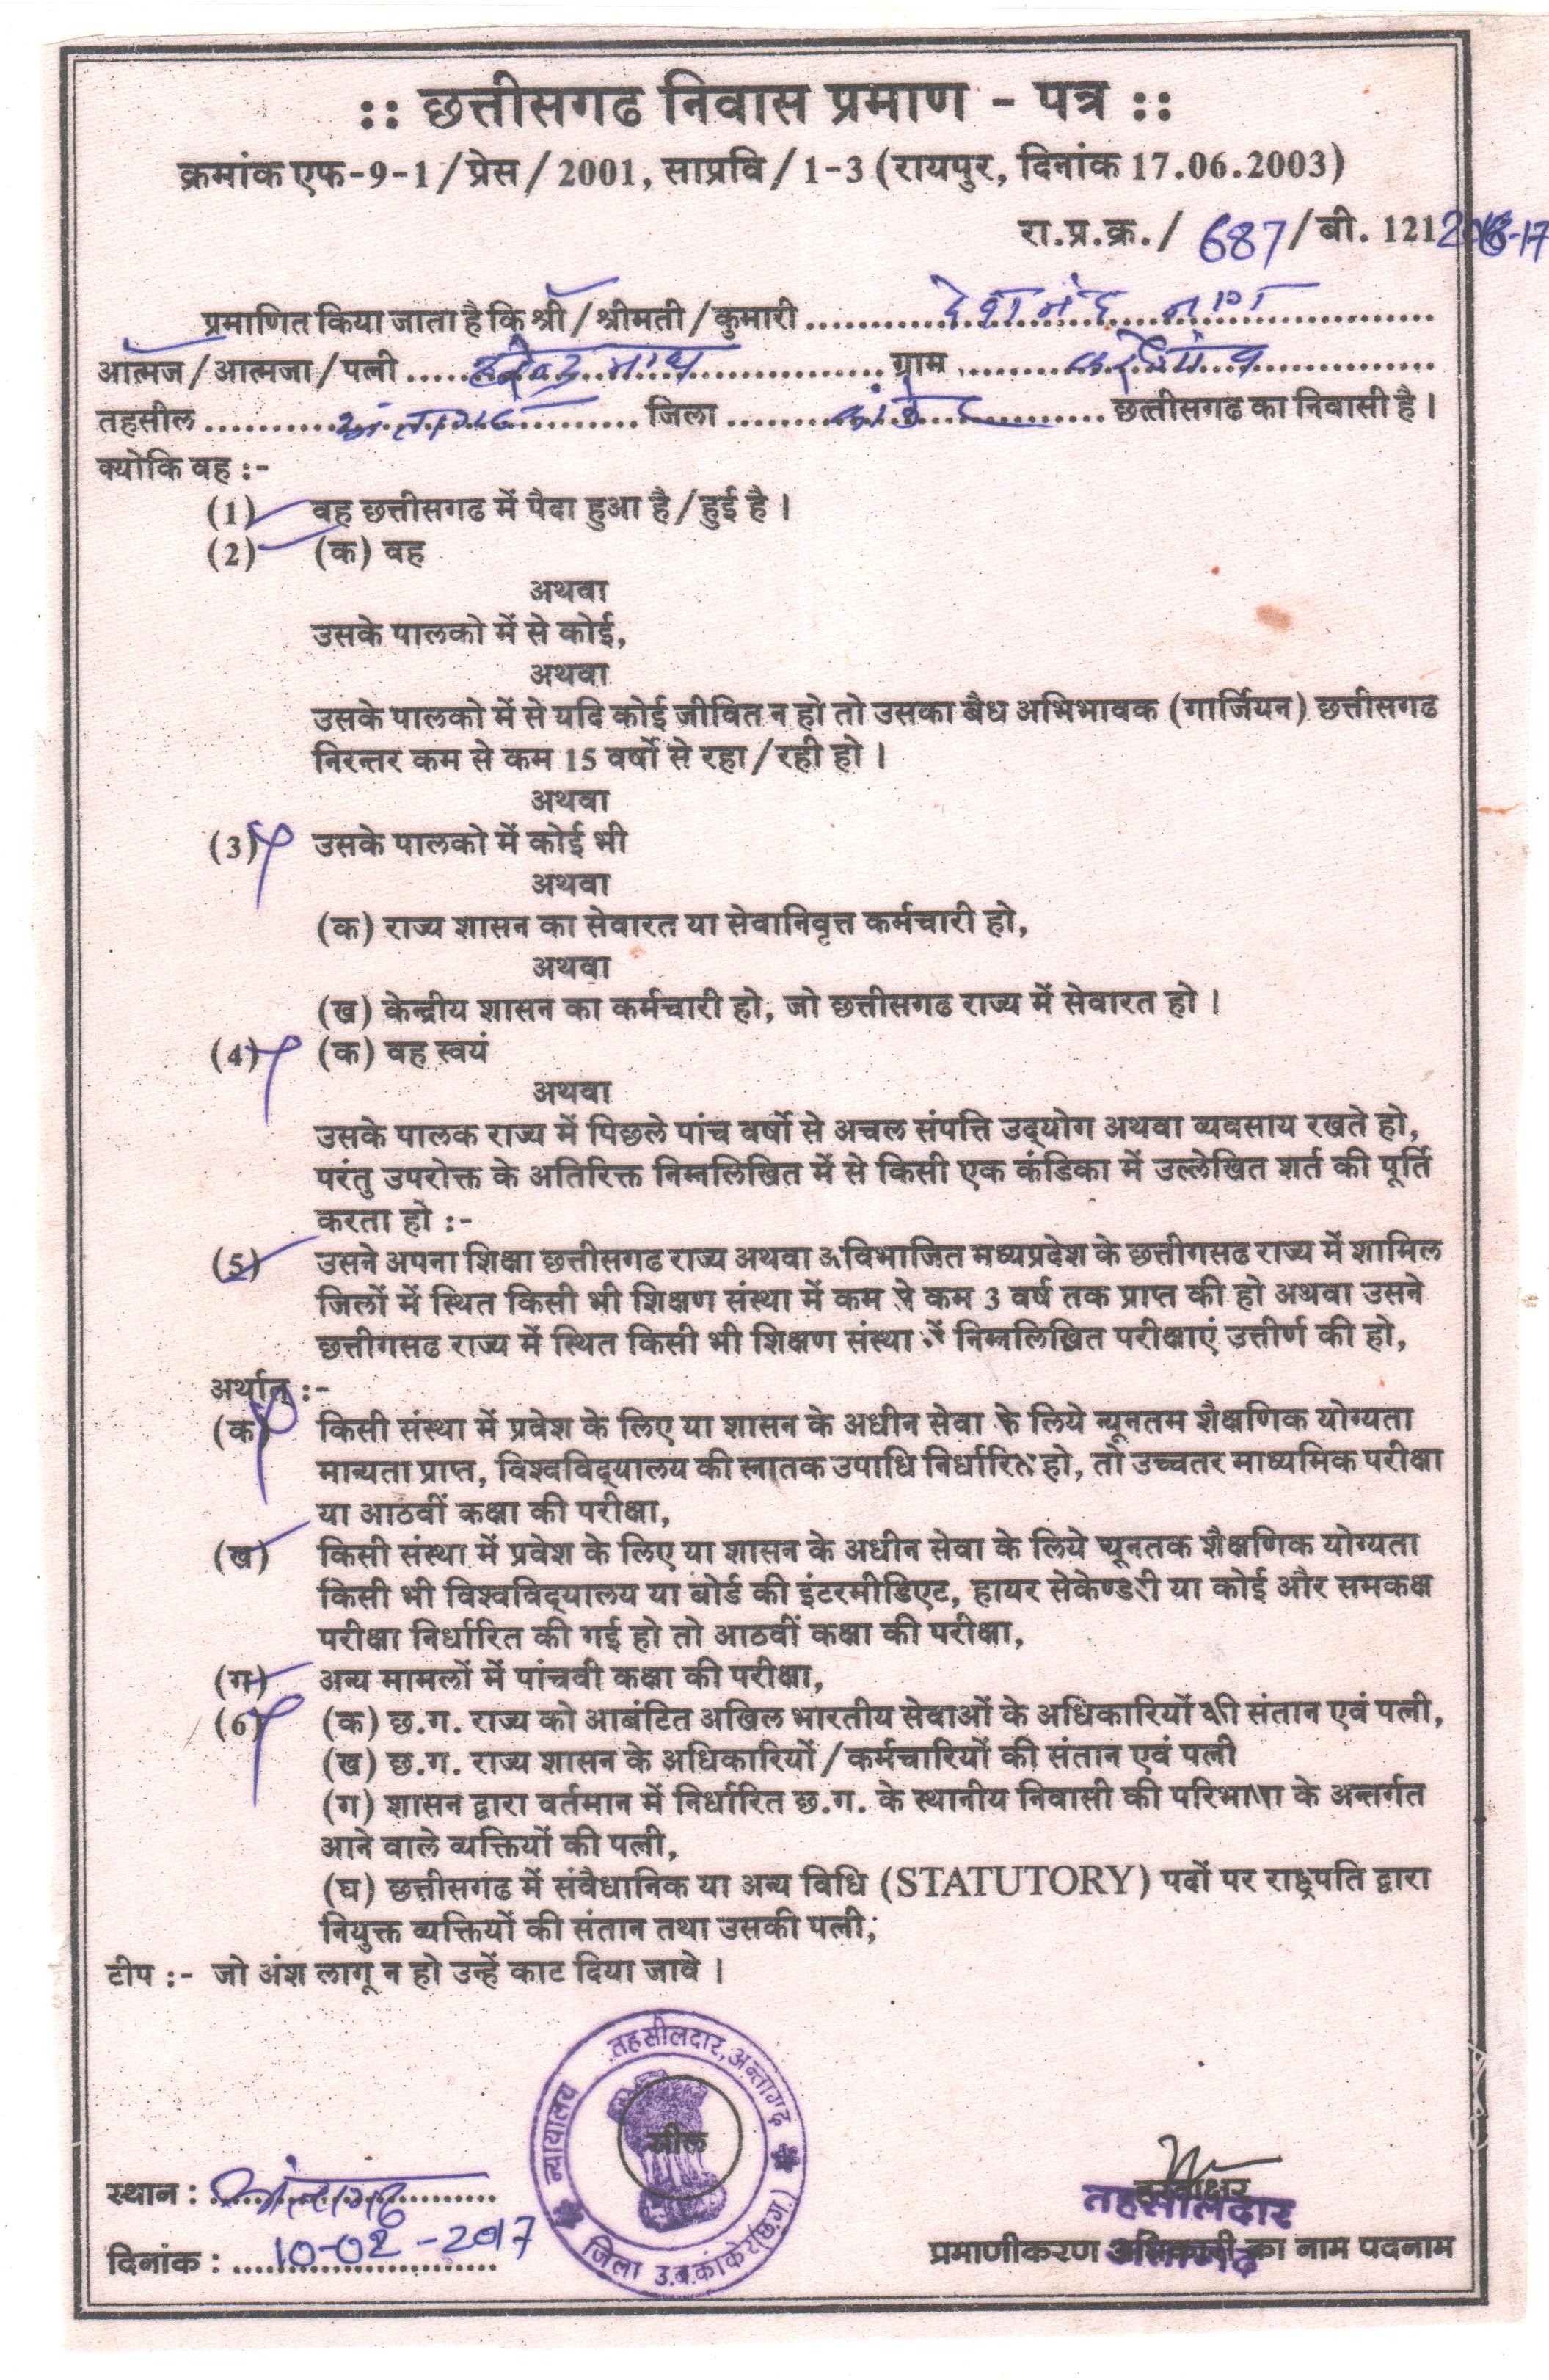 :: छत्तीसगढ निवास प्रमाण - पत्र ::
क्रमांक एफ-9-1/प्रेस/2001, साप्रवि/1-3 (रायपुर, दिनांक 17.06.2003)
रा.प्र.क्र./ 687/बी. 121
प्रमाणित किया जाता है कि श्री/श्रीमती/कुमारी ........
आत्मज/आत्मजा/पत्नी ........ ग्राम ........
तहसील ........ अंतागढ जिला ........ कांकेर ........ छत्तीसगढ का निवासी है।
क्योकि वह :-
(1) वह छत्तीसगढ में पैदा हुआ है/हुई है।
(2) (क) वह
अथवा
उसके पालको में से कोई,
अथवा
उसके पालको में से यदि कोई जीवित न हो तो उसका बैध अभिभावक (गार्जियन) छत्तीसगढ
निरन्तर कम से कम 15 वर्षो से रहा/रही हो।
अथवा
(3) उसके पालको में कोई भी
अथवा
(क) राज्य शासन का सेवारत या सेवानिवृत्त कर्मचारी हो,
अथवा
(ख) केन्द्रीय शासन का कर्मचारी हो, जो छत्तीसगढ राज्य में सेवारत हो।
(4) (क) वह स्वयं
अथवा
उसके पालक राज्य में पिछले पांच वर्षो से अचल संपत्ति उद्‌योग अथवा व्यवसाय रखते हो,
परंतु उपरोक्त के अतिरिक्त निम्नलिखित में से किसी एक कंडिका में उल्लेखित शर्त की पूर्ति
करता हो :-
(5) उसने अपना शिक्षा छत्तीसगढ राज्य अथवा अविभाजित मध्यप्रदेश के छत्तीगसढ राज्य में शामिल
जिलों में स्थित किसी भी शिक्षण संस्था में कम से कम 3 वर्ष तक प्राप्त की हो अथवा उसने
छत्तीगसढ राज्य में स्थित किसी भी शिक्षण संस्था में निम्नलिखित परीक्षाएं उत्तीर्ण की हो,
अर्थात् :-
(क) किसी संस्था में प्रवेश के लिए या शासन के अधीन सेवा के लिये न्यूनतम शैक्षणिक योग्यता
मान्यता प्राप्त, विश्वविद्‌यालय की स्नातक उपाधि निर्धारित हो, तो उच्चतर माध्यमिक परीक्षा
या आठवीं कक्षा की परीक्षा,
(ख) किसी संस्था में प्रवेश के लिए या शासन के अधीन सेवा के लिये न्यूनतक शैक्षणिक योग्यता
किसी भी विश्वविद्‌यालय या बोर्ड की इंटरमीडिएट, हायर सेकेण्डरी या कोई और समकक्ष
परीक्षा निर्धारित की गई हो तो आठवीं कक्षा की परीक्षा,
(ग) अन्य मामलों में पांचवी कक्षा की परीक्षा,
(6) (क) छ.ग. राज्य को आबंटित अखिल भारतीय सेवाओं के अधिकारियों की संतान एवं पत्नी,
(ख) छ.ग. राज्य शासन के अधिकारियों/कर्मचारियों की संतान एवं पत्नी
(ग) शासन द्वारा वर्तमान में निर्धारित छ.ग. के स्थानीय निवासी की परिभाषा के अन्तर्गत
आने वाले व्यक्तियों की पत्नी,
(घ) छत्तीसगढ में संवैधानिक या अन्य विधि (STATUTORY) पदों पर राष्ट्रपति द्वारा
नियुक्त व्यक्तियों की संतान तथा उसकी पत्नी;
टीप :- जो अंश लागू न हो उन्हें काट दिया जावे।
न्यायालय तहसीलदार, अन्तागढ़
सील
जिला उ.ब.कांकेर(छ.ग.)
स्थान : अंतागढ
हस्ताक्षर
तहसीलदार
दिनांक : 10-02-2017
प्रमाणीकरण अधिकारी का नाम पदनाम
अन्तागढ़